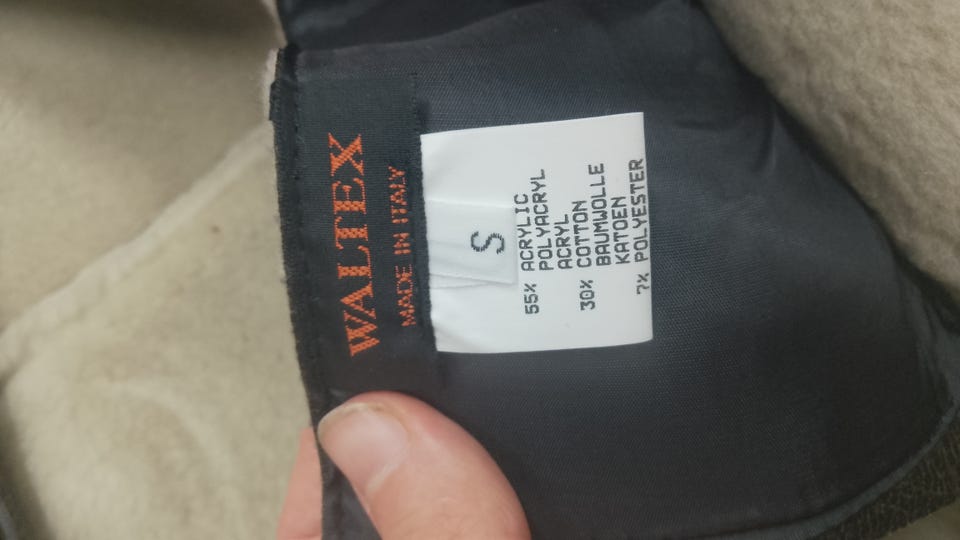 WALTEX
MADE IN ITALY
S
55% ACRYLIC
POLYACRYL
ACRYL
30% COTTON
BAUMWOLLE
KATOEN
7% POLYESTER